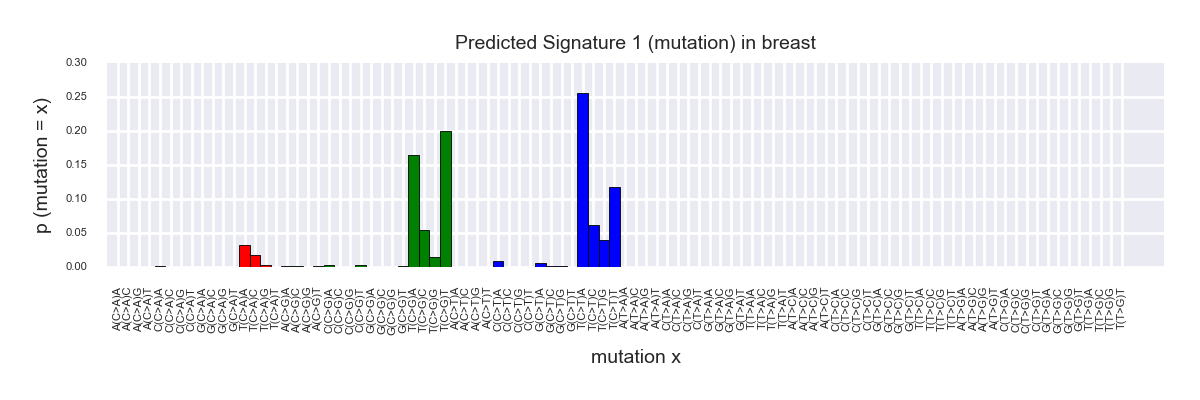 Predicted Signature 1 (mutation) in breast
p (mutation = x)
0.30
0.25
0.20
0.15
0.10
0.05
0.00
A(C>A)A
A(C>A)C
A(C>A)G
A(C>A)T
C(C>A)A
C(C>A)C
C(C>A)G
C(C>A)T
G(C>A)A
G(C>A)C
G(C>A)G
G(C>A)T
T(C>A)A
T(C>A)C
T(C>A)G
T(C>A)T
A(C>G)A
A(C>G)C
A(C>G)G
A(C>G)T
C(C>G)A
C(C>G)C
C(C>G)G
C(C>G)T
G(C>G)A
G(C>G)C
G(C>G)G
G(C>G)T
T(C>G)A
T(C>G)C
T(C>G)G
T(C>G)T
A(C>T)A
A(C>T)C
A(C>T)G
A(C>T)T
C(C>T)A
C(C>T)C
C(C>T)G
C(C>T)T
G(C>T)A
G(C>T)C
G(C>T)G
G(C>T)T
T(C>T)A
T(C>T)C
T(C>T)G
T(C>T)T
A(T>A)A
A(T>A)C
A(T>A)G
A(T>A)T
C(T>A)A
C(T>A)C
C(T>A)G
C(T>A)T
G(T>A)A
G(T>A)C
G(T>A)G
G(T>A)T
T(T>A)A
T(T>A)C
T(T>A)G
T(T>A)T
A(T>C)A
A(T>C)C
A(T>C)G
A(T>C)T
C(T>C)A
C(T>C)C
C(T>C)G
C(T>C)T
G(T>C)A
G(T>C)C
G(T>C)G
G(T>C)T
T(T>C)A
T(T>C)C
T(T>C)G
T(T>C)T
A(T>G)A
A(T>G)C
A(T>G)G
A(T>G)T
C(T>G)A
C(T>G)C
C(T>G)G
C(T>G)T
G(T>G)A
G(T>G)C
G(T>G)G
G(T>G)T
T(T>G)A
T(T>G)C
T(T>G)G
T(T>G)T
mutation x